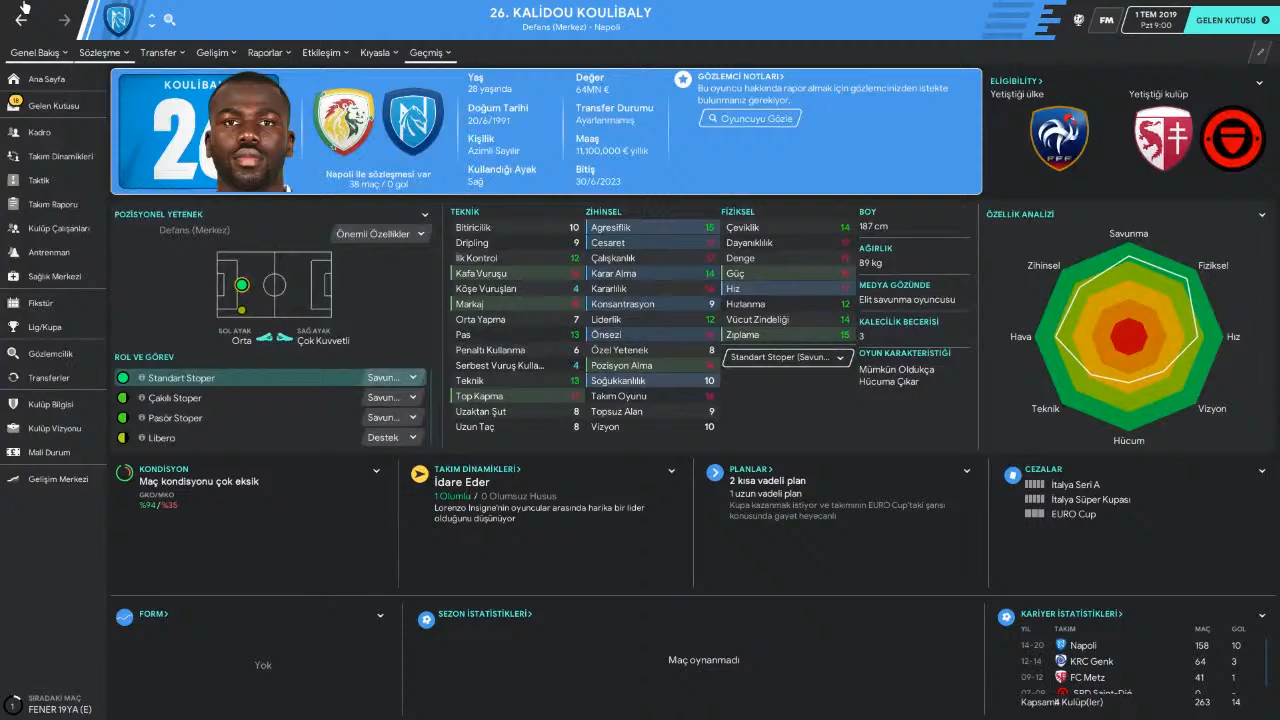 26. KALİDOU KOULİBALY
Defans (Merkez) - Napoli
FM
1 TEM 2019
Pzt 9:00
GELEN KUTUSU
Genel Bakış
Sözleşme
Transfer
Gelişim
Raporlar
Etkileşim
Kıyasla
Geçmiş
Ana Sayfa
18
Gelen Kutusu
Kadro
Takım Dinamikleri
Taktik
Takım Raporu
Kulüp Çalışanları
Antrenman
Sağlık Merkezi
Fikstür
Lig/Kupa
Gözlemcilik
Transferler
Kulüp Bilgisi
Kulüp Vizyonu
Mali Durum
Gelişim Merkezi
SIRADAKİ MAÇ
FENER 19YA (E)
Napoli ile sözleşmesi var
38 maç / 0 gol
Yaş
28 yaşında
Doğum Tarihi
20/6/1991
Kişilik
Azimli Sayılır
Kullandığı Ayak
Sağ
Değer
64MN €
Transfer Durumu
Ayarlanmamış
Maaş
11,100,000 € yıllık
Bitiş
30/6/2023
GÖZLEMCİ NOTLARI
Bu oyuncu hakkında rapor almak için gözlemcinizden istekte
bulunmanız gerekiyor.
Oyuncuyu Gözle
ELIGIBILITY
Yetiştiği ülke
Yetiştiği kulüp
FFF
POZİSYONEL YETENEK
Defans (Merkez)
Önemli Özellikler
SOL AYAK
Orta
SAĞ AYAK
Çok Kuvvetli
ROL VE GÖREV
Standart Stoper Savun...
Çakılı Stoper Savun...
Pasör Stoper Savun...
Libero Destek
TEKNİK
Bitiricilik 10
Dripling 9
İlk Kontrol 12
Kafa Vuruşu
Köşe Vuruşları 4
Markaj
Orta Yapma 7
Pas 13
Penaltı Kullanma 6
Serbest Vuruş Kulla... 4
Teknik 13
Top Kapma
Uzaktan Şut 8
Uzun Taç 8
ZİHİNSEL
Agresiflik 15
Cesaret
Çalışkanlık
Karar Alma 14
Kararlılık
Konsantrasyon 9
Liderlik 12
Önsezi
Özel Yetenek 8
Pozisyon Alma
Soğukkanlılık 10
Takım Oyunu
Topsuz Alan 9
Vizyon 10
FİZİKSEL
Çeviklik 14
Dayanıklılık
Denge
Güç
Hız
Hızlanma 12
Vücut Zindeliği 14
Zıplama 15
Standart Stoper (Savun...
BOY
187 cm
AĞIRLIK
89 kg
MEDYA GÖZÜNDE
Elit savunma oyuncusu
KALECİLİK BECERİSİ
3
OYUN KARAKTERİSTİĞİ
Mümkün Oldukça
Hücuma Çıkar
ÖZELLİK ANALİZİ
Savunma
Zihinsel
Fiziksel
Hava
Hız
Teknik
Vizyon
Hücum
KONDİSYON
Maç kondisyonu çok eksik
GKO/MKO
%94/%35
TAKIM DİNAMİKLERİ
İdare Eder
1 Olumlu / 0 Olumsuz Husus
Lorenzo Insigne'nin oyuncular arasında harika bir lider
olduğunu düşünüyor
PLANLAR
2 kısa vadeli plan
1 uzun vadeli plan
Kupa kazanmak istiyor ve takımının EURO Cup'taki şansı
konusunda gayet heyecanlı
CEZALAR
İtalya Seri A
İtalya Süper Kupası
EURO Cup
FORM
Yok
SEZON İSTATİSTİKLERİ
Maç oynanmadı
KARİYER İSTATİSTİKLERİ
YIL TAKIM MAÇ GOL
14-20 Napoli 158 10
12-14 KRC Genk 64 3
09-12 FC Metz 41 1
263 14